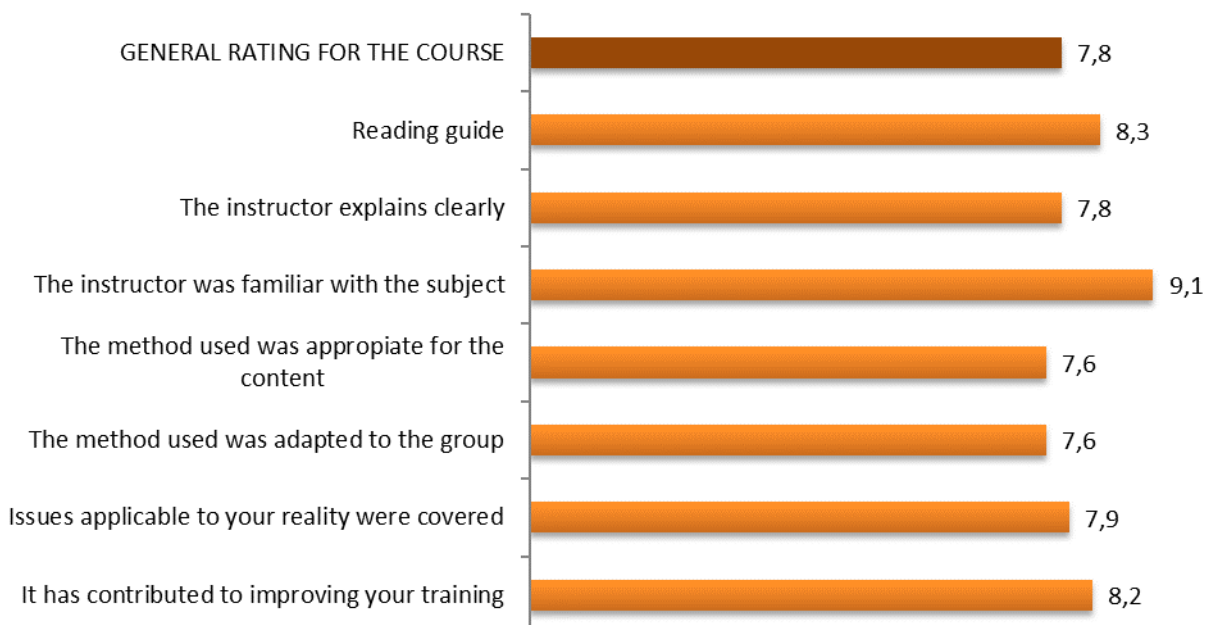 GENERAL RATING FOR THE COURSE 7,8
Reading guide 8,3
The instructor explains clearly 7,8
The instructor was familiar with the subject 9,1
The method used was appropiate for the
content 7,6
The method used was adapted to the group 7,6
Issues applicable to your reality were covered 7,9
It has contributed to improving your training 8,2